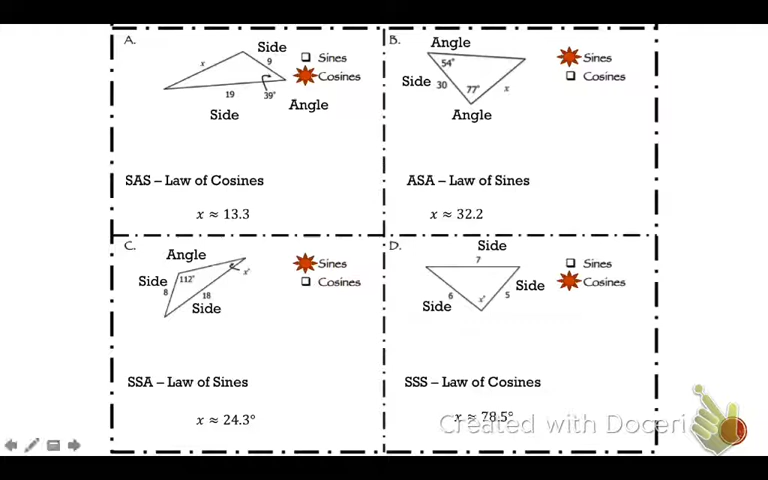 A.
Side
x
9
19
39°
Side
Angle
Sines
Cosines
SAS – Law of Cosines
x ≈ 13.3
B.
Angle
54°
Side 30
77°
x
Angle
Sines
Cosines
ASA – Law of Sines
x ≈ 32.2
C.
Angle
Side
112°
x°
8
18
Side
Sines
Cosines
SSA – Law of Sines
x ≈ 24.3°
D.
Side
7
Side
6
x°
5
Side
Sines
Cosines
SSS – Law of Cosines
x ≈ 78.5°
Created with Doceri